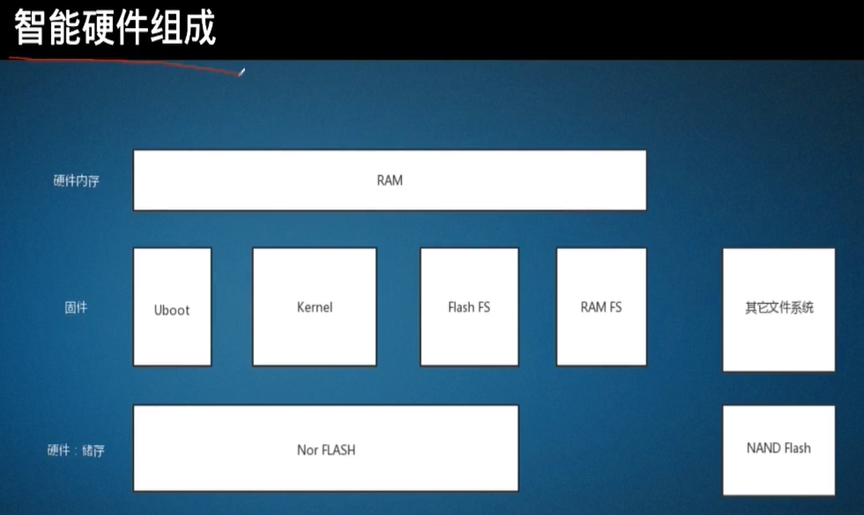 智能硬件组成
硬件内存
RAM
固件
Uboot
Kernel
Flash FS
RAM FS
其它文件系统
硬件：储存
Nor FLASH
NAND Flash